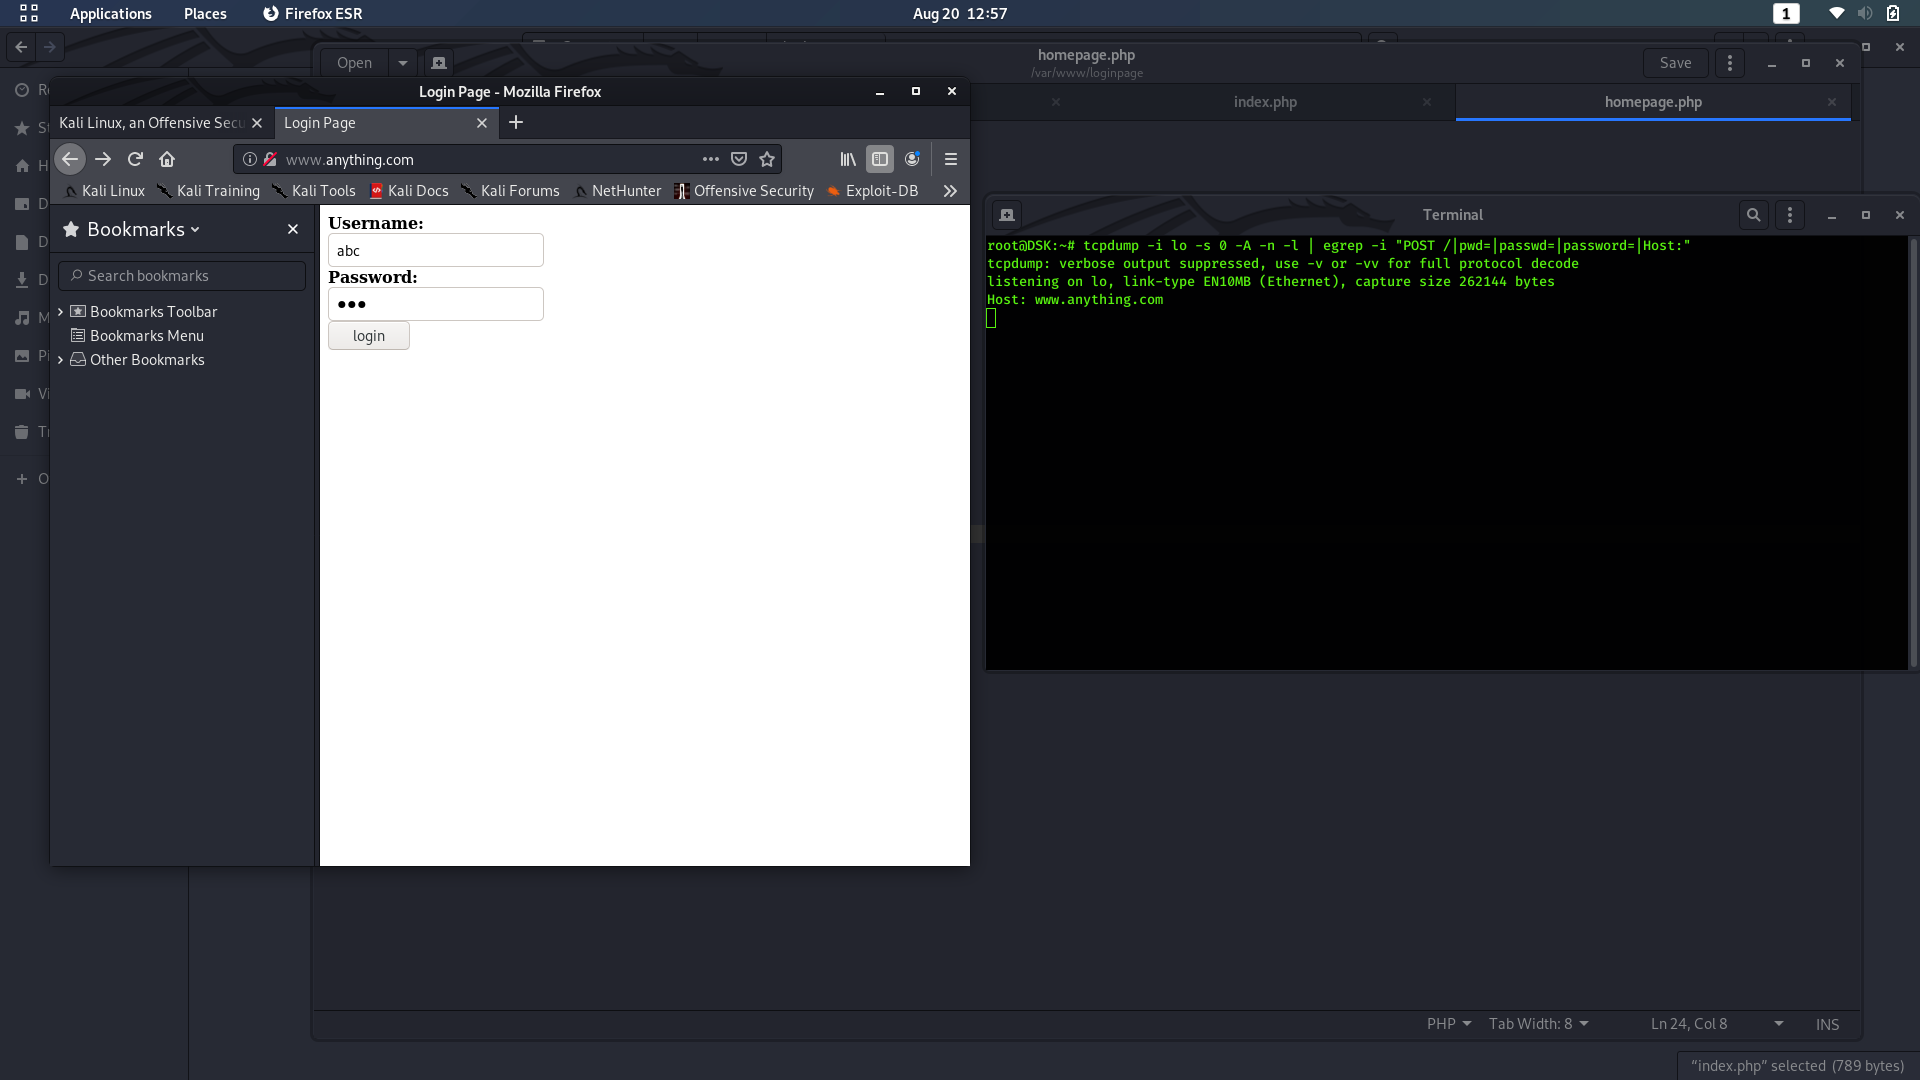 Applications Places Firefox ESR Aug 20 12:57 1
Open homepage.php Save
/var/www/loginpage
index.php homepage.php
Login Page - Mozilla Firefox
Kali Linux, an Offensive Secu Login Page
www.anything.com
Kali Linux Kali Training Kali Tools Kali Docs Kali Forums NetHunter Offensive Security Exploit-DB
Bookmarks
Search bookmarks
Bookmarks Toolbar
Bookmarks Menu
Other Bookmarks
Username:
abc
Password:
login
Terminal
root@DSK:~# tcpdump -i lo -s 0 -A -n -l | egrep -i "POST /|pwd=|passwd=|password=|Host:"
tcpdump: verbose output suppressed, use -v or -vv for full protocol decode
listening on lo, link-type EN10MB (Ethernet), capture size 262144 bytes
Host: www.anything.com
PHP Tab Width: 8 Ln 24, Col 8 INS
"index.php" selected (789 bytes)